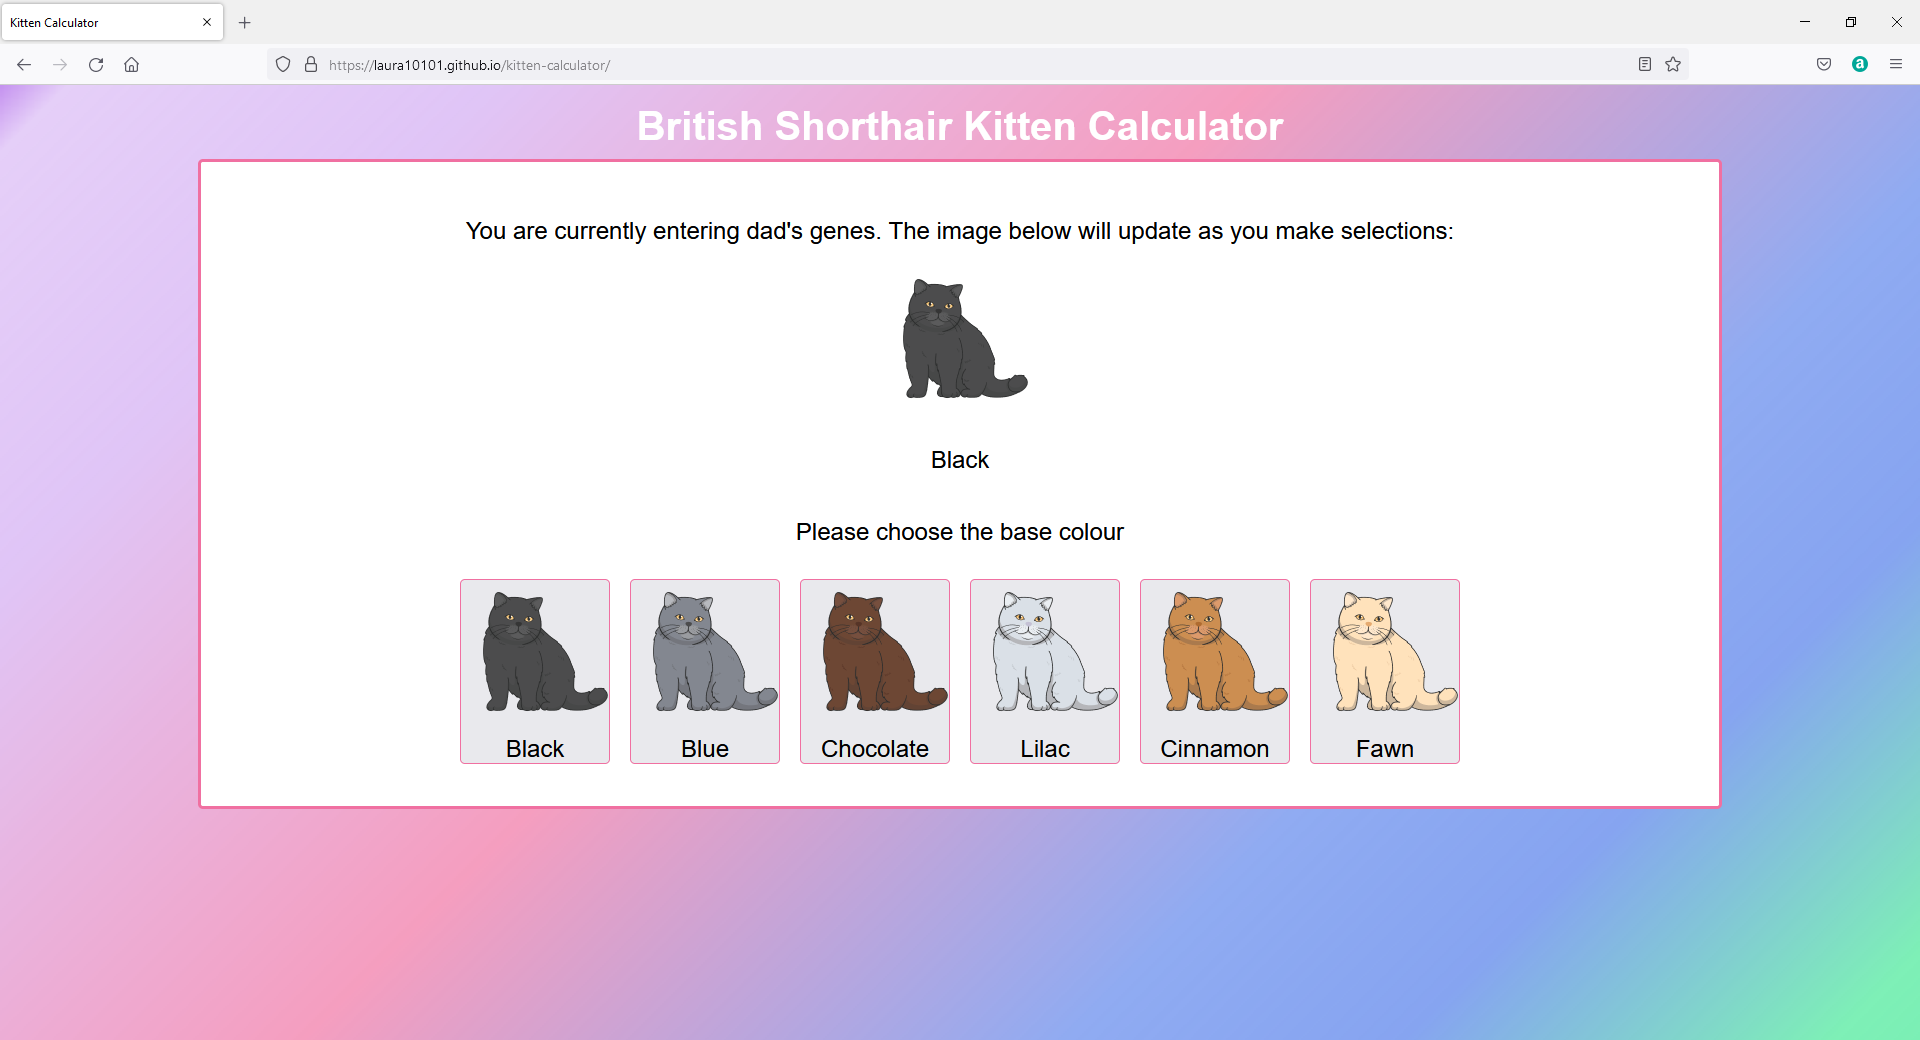 Kitten Calculator
https://laura10101.github.io/kitten-calculator/
a
British Shorthair Kitten Calculator
You are currently entering dad's genes. The image below will update as you make selections:
Black
Please choose the base colour
Black Blue Chocolate Lilac Cinnamon Fawn